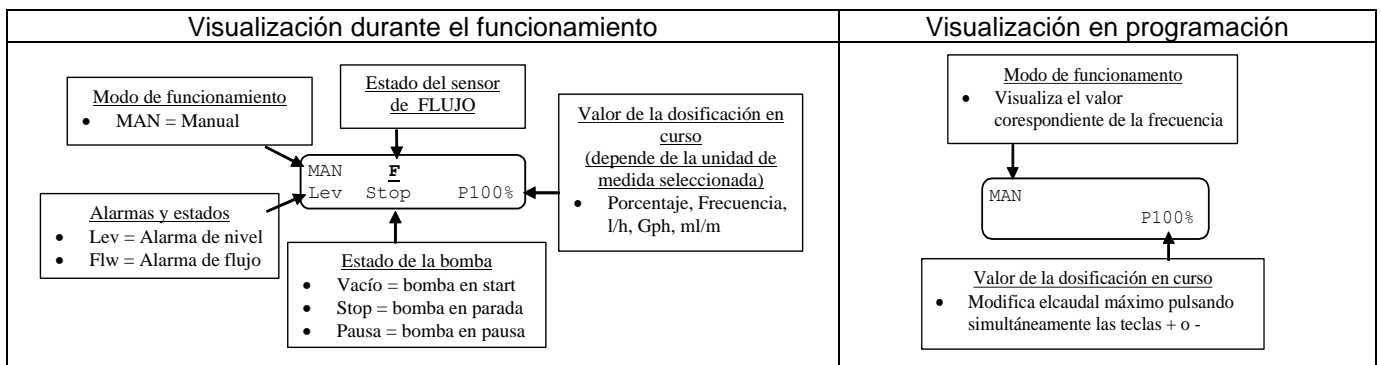 Visualización durante el funcionamiento
Visualización en programación
Modo de funcionamiento
• MAN = Manual
Estado del sensor
de FLUJO
Valor de la dosificación en
curso
(depende de la unidad de
medida seleccionada)
• Porcentaje, Frecuencia,
l/h, Gph, ml/m
MAN F
Lev Stop P100%
Alarmas y estados
• Lev = Alarma de nivel
• Flw = Alarma de flujo
Estado de la bomba
• Vacío = bomba en start
• Stop = bomba en parada
• Pausa = bomba en pausa
Modo de funcionamento
• Visualiza el valor
corespondiente de la frecuencia
MAN
P100%
Valor de la dosificación en curso
• Modifica elcaudal máximo pulsando
simultáneamente las teclas + o -